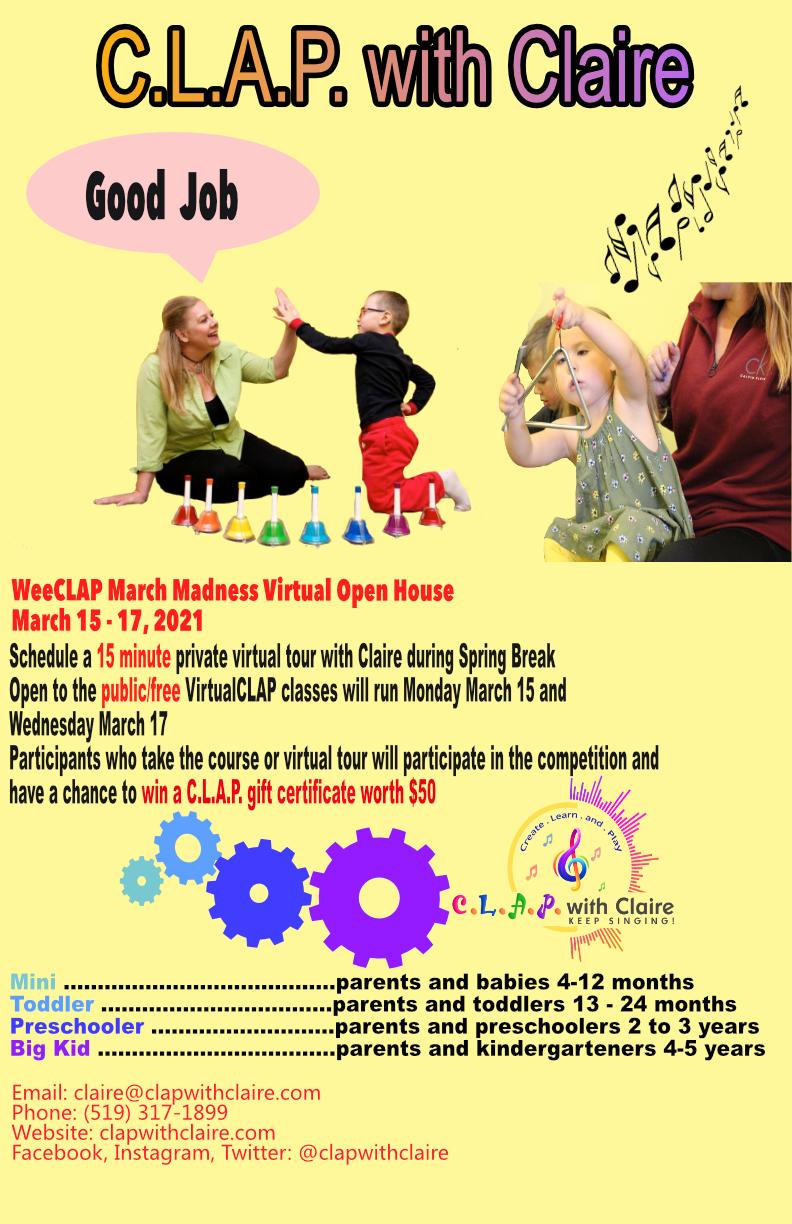 C.L.A.P. with Claire
Good Job
CK
CALVIN KLEIN
WeeCLAP March Madness Virtual Open House
March 15 - 17, 2021
Schedule a 15 minute private virtual tour with Claire during Spring Break
Open to the public/free VirtualCLAP classes will run Monday March 15 and
Wednesday March 17
Participants who take the course or virtual tour will participate in the competition and
have a chance to win a C.L.A.P. gift certificate worth $50
Create . Learn . and . Play
C.L.A.P. with Claire
KEEP SINGING!
Mini ........................................parents and babies 4-12 months
Toddler ..................................parents and toddlers 13 - 24 months
Preschooler ...........................parents and preschoolers 2 to 3 years
Big Kid ...................................parents and kindergarteners 4-5 years
Email: claire@clapwithclaire.com
Phone: (519) 317-1899
Website: clapwithclaire.com
Facebook, Instagram, Twitter: @clapwithclaire